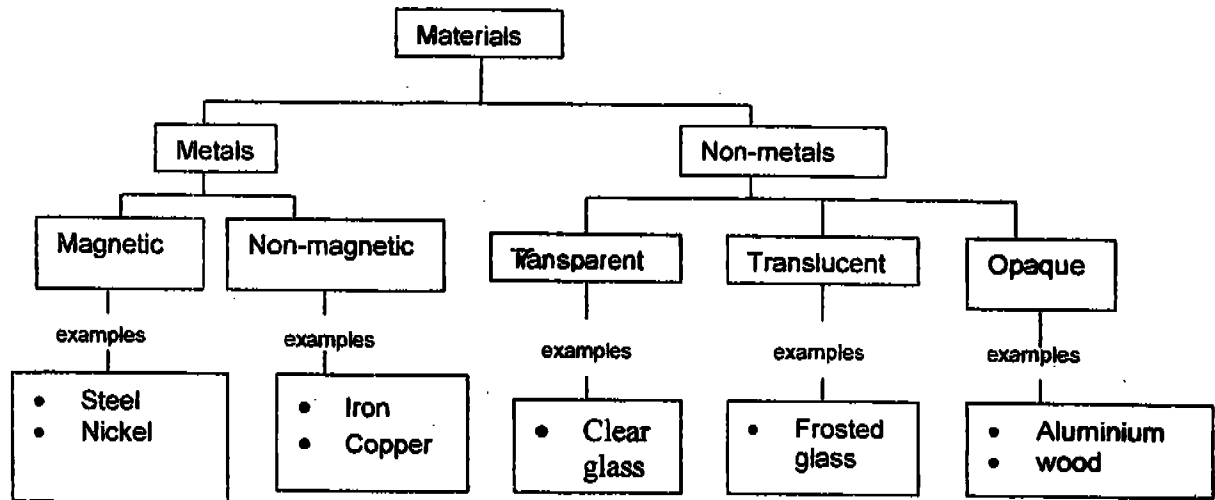 Materials
Metals
Non-metals
Magnetic
Non-magnetic
Transparent
Translucent
Opaque
examples
examples
examples
examples
examples
• Steel
• Nickel
• Iron
• Copper
• Clear
glass
• Frosted
glass
• Aluminium
• wood